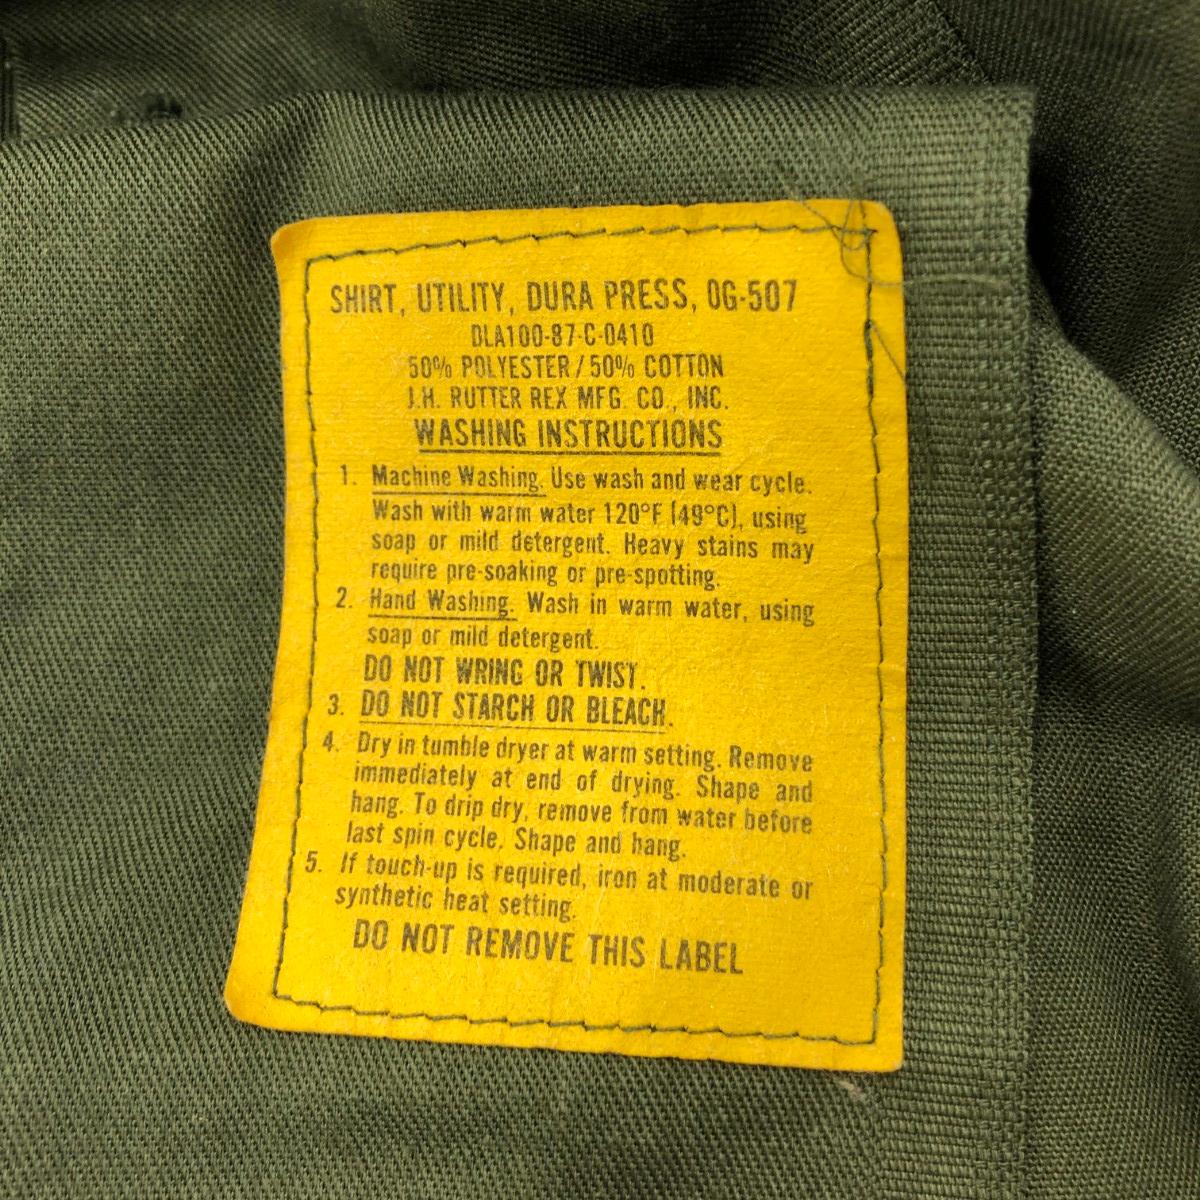 SHIRT, UTILITY, DURA PRESS, OG-507
DLA100-87-C-0410
50% POLYESTER / 50% COTTON
J.H. RUTTER REX MFG. CO., INC.
WASHING INSTRUCTIONS
1. Machine Washing. Use wash and wear cycle.
Wash with warm water 120°F (49°C), using
soap or mild detergent. Heavy stains may
require pre-soaking or pre-spotting.
2. Hand Washing. Wash in warm water, using
soap or mild detergent.
DO NOT WRING OR TWIST.
3. DO NOT STARCH OR BLEACH.
4. Dry in tumble dryer at warm setting. Remove
immediately at end of drying. Shape and
hang. To drip dry, remove from water before
last spin cycle. Shape and hang.
5. If touch-up is required, iron at moderate or
synthetic heat setting.
DO NOT REMOVE THIS LABEL